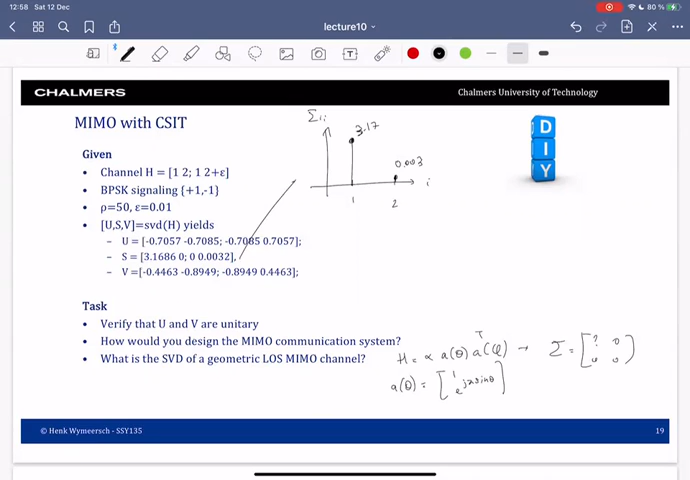 12:58 Sat 12 Dec
80 %
lecture10
CHALMERS
Chalmers University of Technology
MIMO with CSIT
D
I
Y
Given
• Channel H = [1 2; 1 2+ε]
• BPSK signaling {+1,-1}
• ρ=50, ε=0.01
• [U,S,V]=svd(H) yields
– U = [-0.7057 -0.7085; -0.7085 0.7057];
– S = [3.1686 0; 0 0.0032],
– V = [-0.4463 -0.8949; -0.8949 0.4463];
Σii
3.17
0.003
i
1
2
Task
• Verify that U and V are unitary
• How would you design the MIMO communication system?
• What is the SVD of a geometric LOS MIMO channel?
H = α a(θ) a(φ)^T → Σ = [? 0
0 0]
a(θ) = [1
e^jπsinθ]
© Henk Wymeersch - SSY135
19